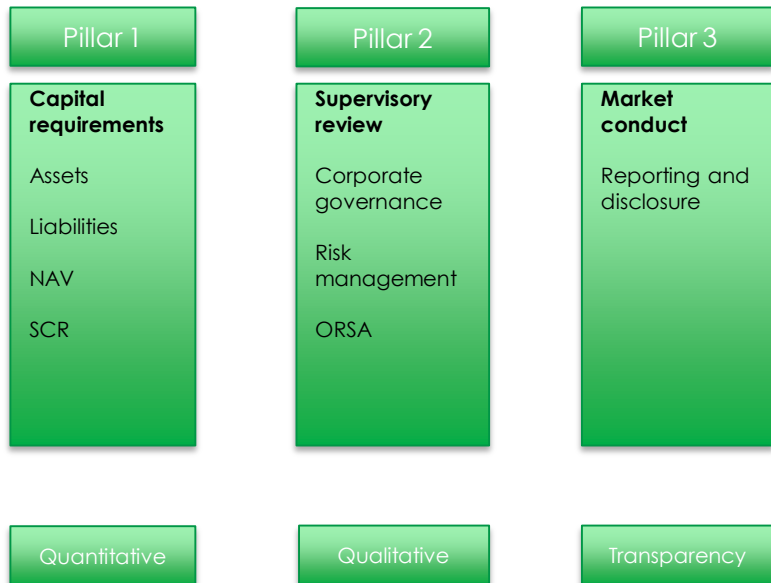 Pillar 1
Pillar 2
Pillar 3
Capital
requirements
Assets
Liabilities
NAV
SCR
Supervisory
review
Corporate
governance
Risk
management
ORSA
Market
conduct
Reporting and
disclosure
Quantitative
Qualitative
Transparency